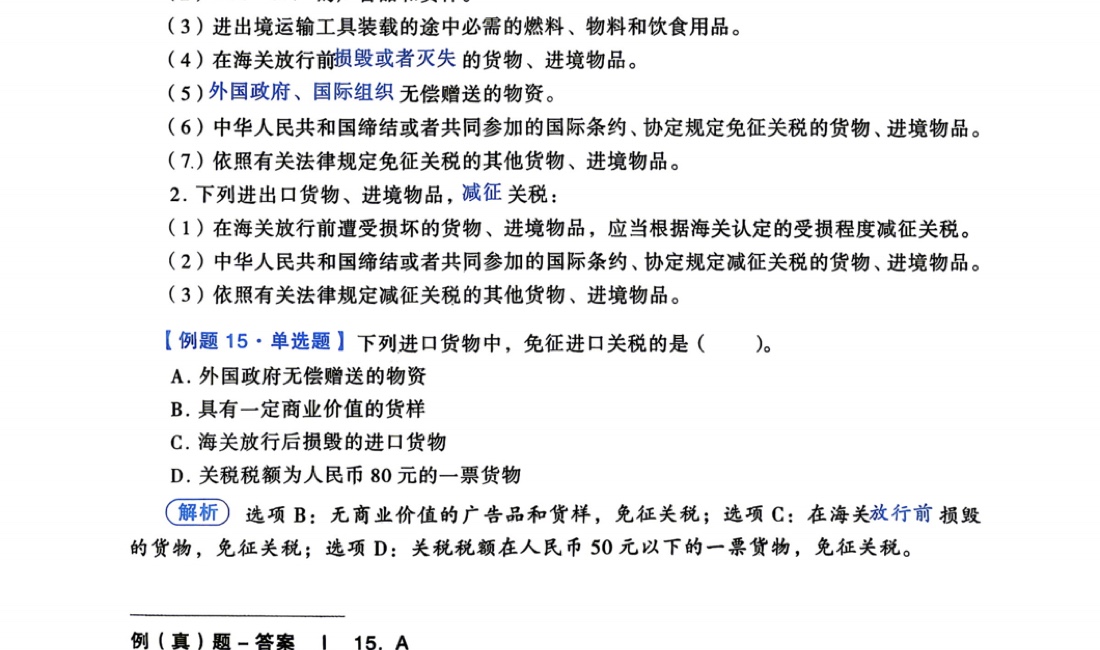 （3）进出境运输工具装载的途中必需的燃料、物料和饮食用品。
（4）在海关放行前损毁或者灭失的货物、进境物品。
（5）外国政府、国际组织无偿赠送的物资。
（6）中华人民共和国缔结或者共同参加的国际条约、协定规定免征关税的货物、进境物品。
（7）依照有关法律规定免征关税的其他货物、进境物品。
2. 下列进出口货物、进境物品，减征关税：
（1）在海关放行前遭受损坏的货物、进境物品，应当根据海关认定的受损程度减征关税。
（2）中华人民共和国缔结或者共同参加的国际条约、协定规定减征关税的货物、进境物品。
（3）依照有关法律规定减征关税的其他货物、进境物品。
【例题 15·单选题】下列进口货物中，免征进口关税的是（　　）。
A. 外国政府无偿赠送的物资
B. 具有一定商业价值的货样
C. 海关放行后损毁的进口货物
D. 关税税额为人民币 80 元的一票货物
解析 选项 B：无商业价值的广告品和货样，免征关税；选项 C：在海关放行前损毁
的货物，免征关税；选项 D：关税税额在人民币 50 元以下的一票货物，免征关税。
例（真）题－答案 | 15. A